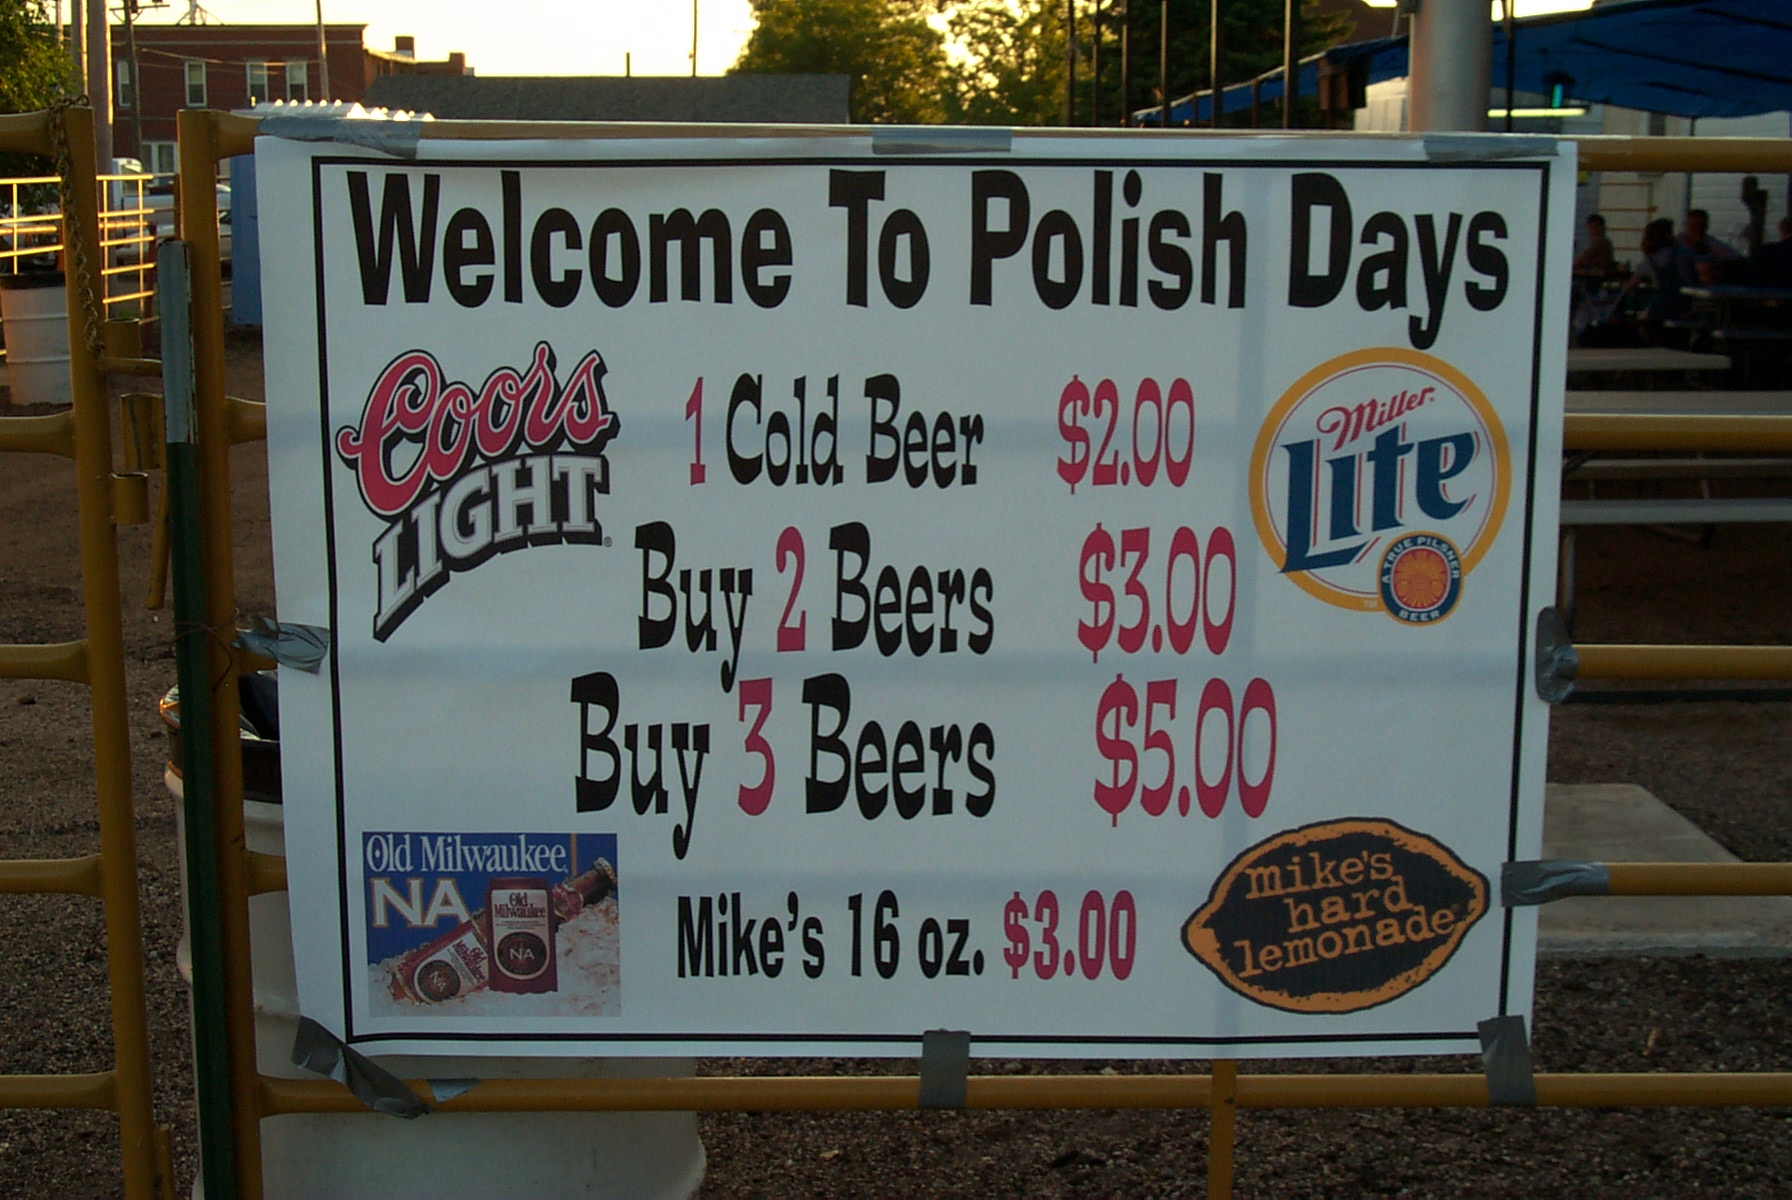 Welcome To Polish Days
Coors
LIGHT
1 Cold Beer $2.00
Miller
Lite
A TRUE PILSNER
BEER
Buy 2 Beers $3.00
Buy 3 Beers $5.00
Old Milwaukee
NA
Old
Milwaukee
NA
Mike's 16 oz. $3.00
mike's
hard
lemonade